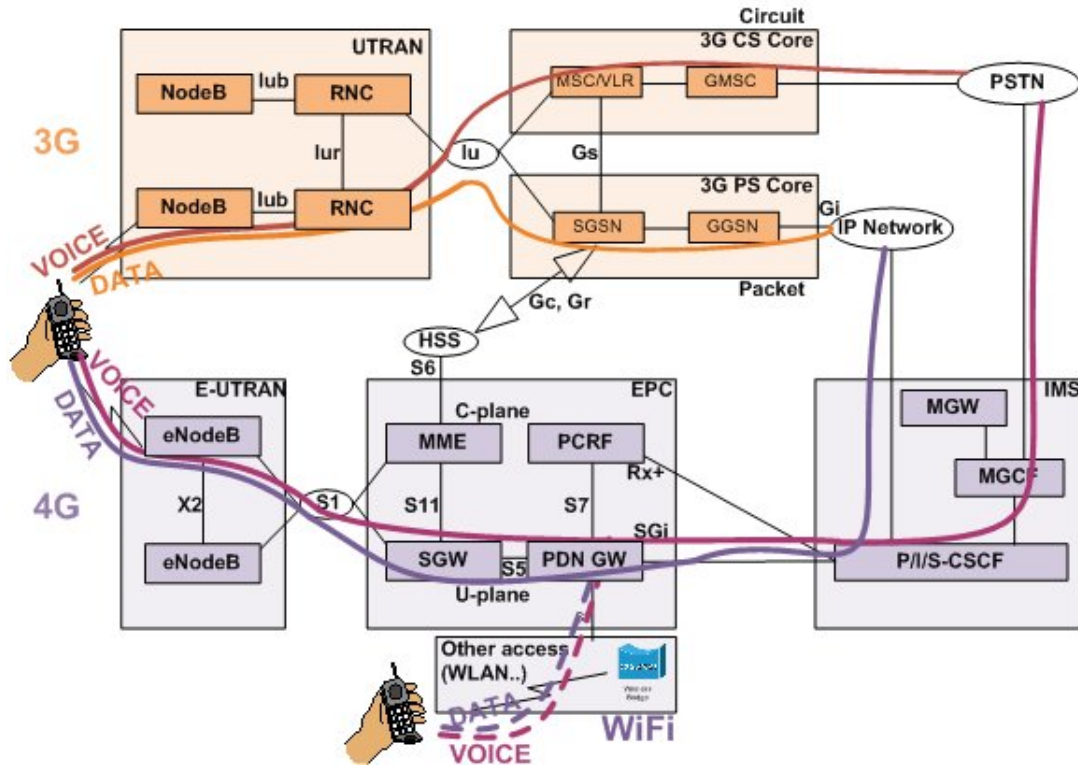 Circuit
UTRAN
3G CS Core
NodeB
Iub
RNC
MSC/VLR
GMSC
PSTN
3G
Iur
Iu
Gs
3G PS Core
NodeB
Iub
RNC
SGSN
GGSN
Gi
IP Network
VOICE
DATA
Packet
Gc, Gr
HSS
S6
VOICE
DATA
E-UTRAN
EPC
IMS
C-plane
eNodeB
MME
PCRF
MGW
Rx+
MGCF
4G
X2
S1
S11
S7
SGi
eNodeB
SGW
S5
PDN GW
P/I/S-CSCF
U-plane
Other access
(WLAN..)
DATA
VOICE
WiFi